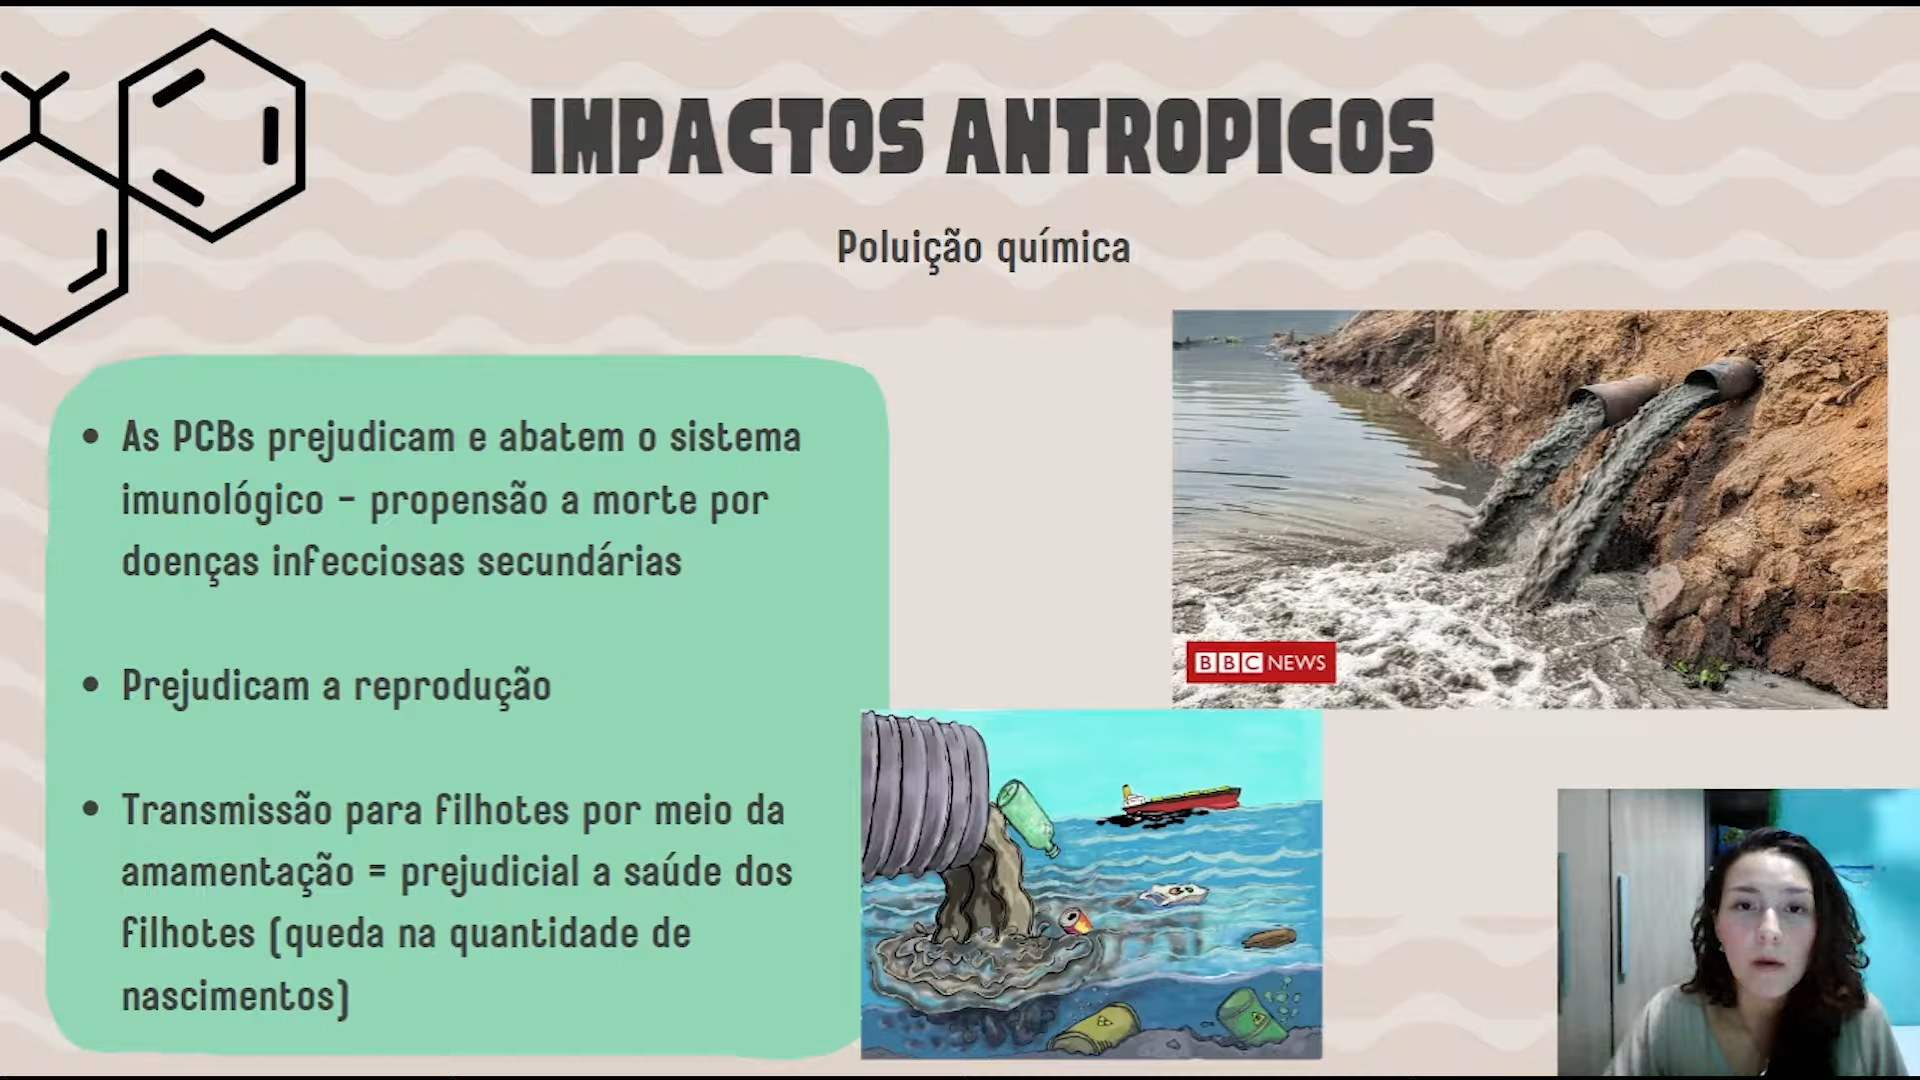 IMPACTOS ANTROPICOS
Poluição química
• As PCBs prejudicam e abatem o sistema
imunológico - propensão a morte por
doenças infecciosas secundárias
• Prejudicam a reprodução
• Transmissão para filhotes por meio da
amamentação = prejudicial a saúde dos
filhotes (queda na quantidade de
nascimentos)
BBC NEWS